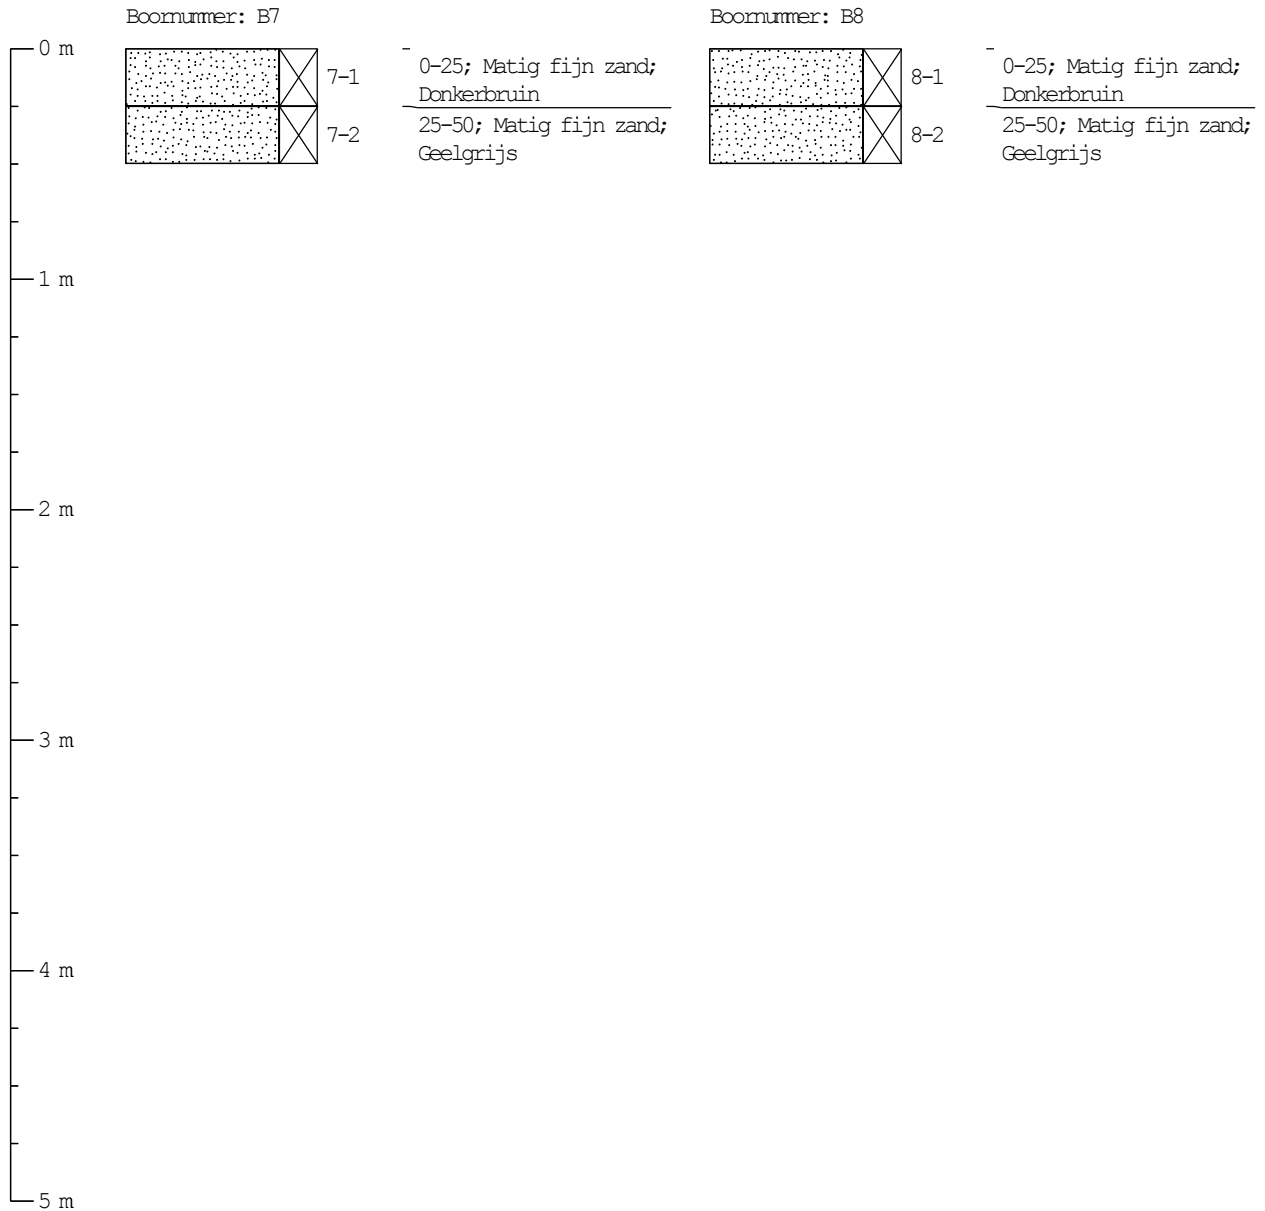 Boornummer: B7
Boornummer: B8
0 m
7-1
0-25; Matig fijn zand;
Donkerbruin
7-2
25-50; Matig fijn zand;
Geelgrijs
8-1
0-25; Matig fijn zand;
Donkerbruin
8-2
25-50; Matig fijn zand;
Geelgrijs
1 m
2 m
3 m
4 m
5 m